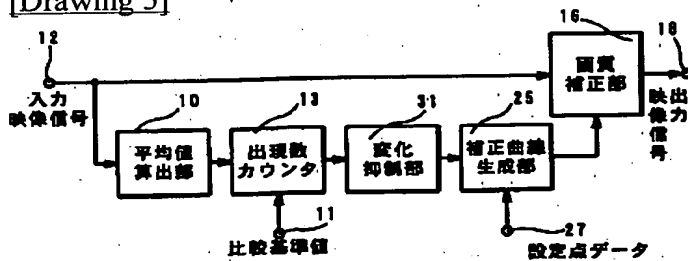 [Drawing 5]
12
入力
映像信号
10
平均値
算出部
13
出現数
カウンタ
11
比較基準値
31
変化
抑制部
25
補正曲線
生成部
27
設定点データ
16
画質
補正部
18
出力
映像信号